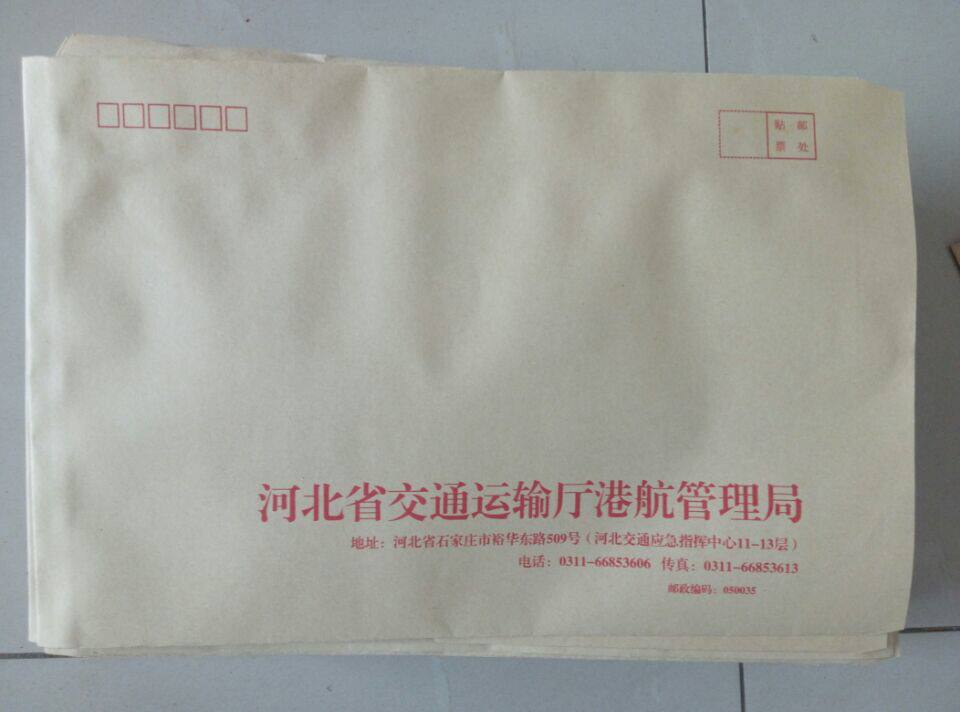 贴 邮
票 处
河北省交通运输厅港航管理局
地址：河北省石家庄市裕华东路509号（河北交通应急指挥中心11-13层）
电话：0311-66853606 传真：0311-66853613
邮政编码：050035